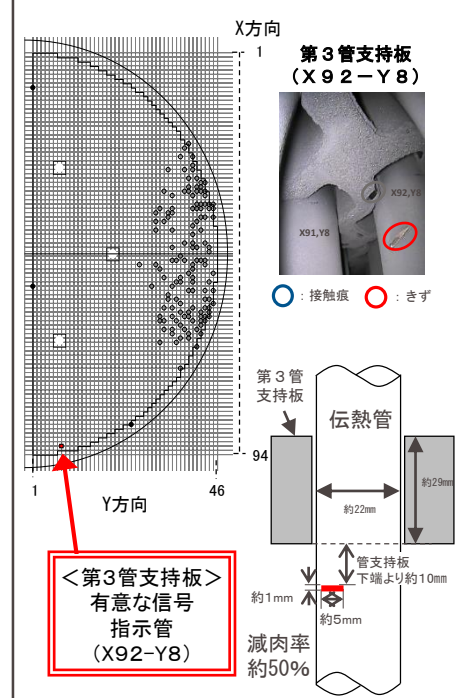 X方向
1
94
1
46
Y方向
<第3管支持板>
有意な信号
指示管
(X92-Y8)
第3管支持板
(X92-Y8)
X91,Y8
X92,Y8
:接触痕
:きず
第3管
支持板
伝熱管
約22mm
約29mm
管支持板
下端より約10mm
約1mm
約5mm
減肉率
約50%